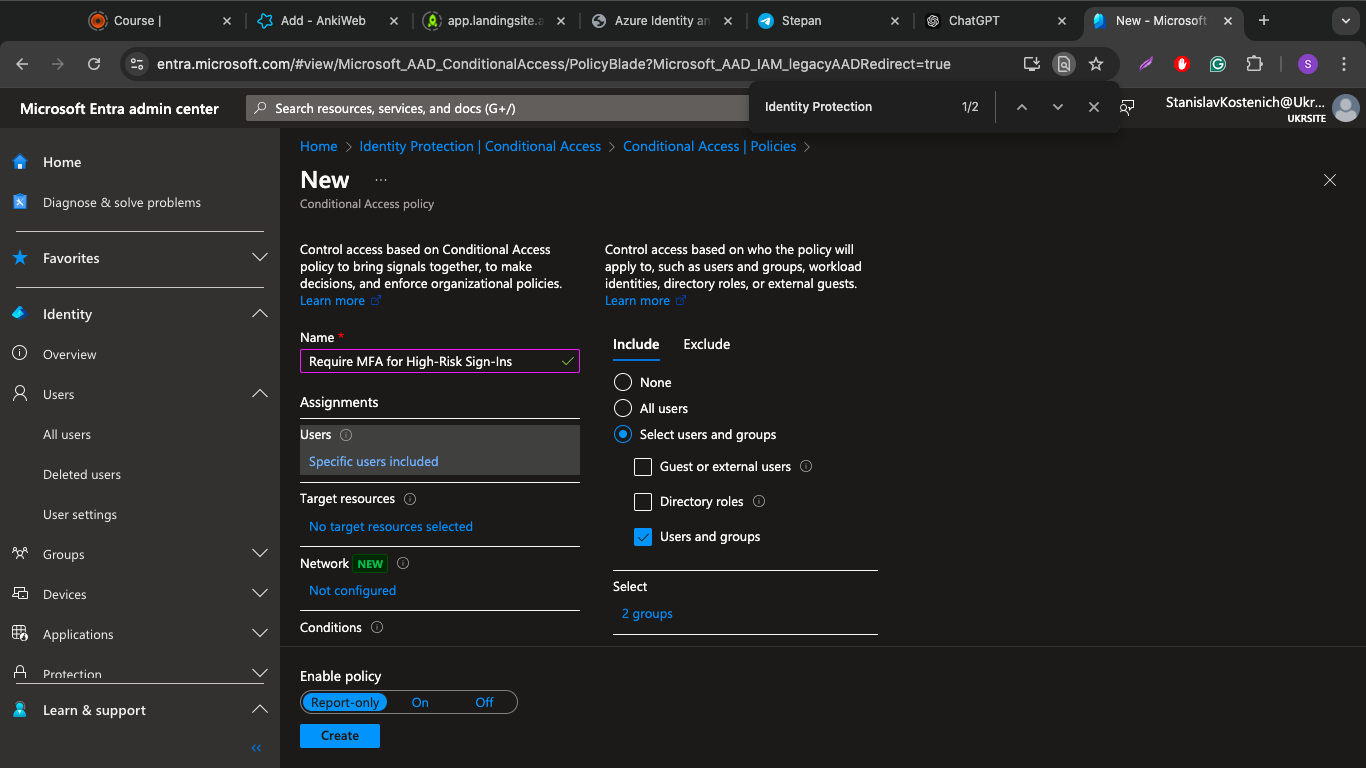 Course |
Add - AnkiWeb
app.landingsite.a
Azure Identity an
Stepan
ChatGPT
New - Microsoft
entra.microsoft.com/#view/Microsoft_AAD_ConditionalAccess/PolicyBlade?Microsoft_AAD_IAM_legacyAADRedirect=true
S
Microsoft Entra admin center
Search resources, services, and docs (G+/)
Identity Protection
1/2
StanislavKostenich@Ukr...
UKRSITE
Home
Diagnose & solve problems
Favorites
Identity
Overview
Users
All users
Deleted users
User settings
Groups
Devices
Applications
Protection
Learn & support
Home > Identity Protection | Conditional Access > Conditional Access | Policies >
New ...
Conditional Access policy
Control access based on Conditional Access
policy to bring signals together, to make
decisions, and enforce organizational policies.
Learn more
Name *
Require MFA for High-Risk Sign-Ins
Assignments
Users
Specific users included
Target resources
No target resources selected
Network NEW
Not configured
Conditions
Control access based on who the policy will
apply to, such as users and groups, workload
identities, directory roles, or external guests.
Learn more
Include Exclude
None
All users
Select users and groups
Guest or external users
Directory roles
Users and groups
Select
2 groups
Enable policy
Report-only On Off
Create